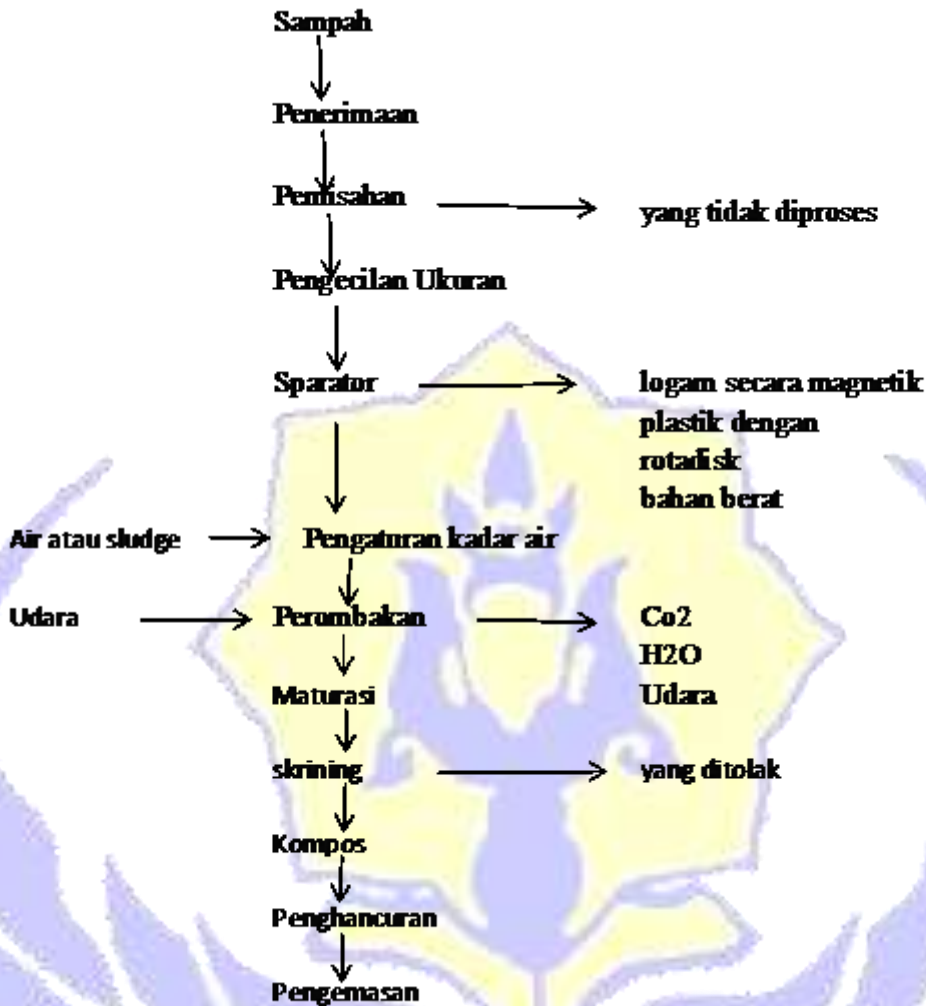 Sampah
Penerimaan
Pemisahan
yang tidak diproses
Pengecilan Ukuran
Sparator
logam secara magnetik
plastik dengan
rotadisk
bahan berat
Air atau sludge
Pengaturan kadar air
Udara
Perombakan
Co2
H2O
Udara
Maturasi
skrining
yang ditolak
Kompos
Penghancuran
Pengemasan